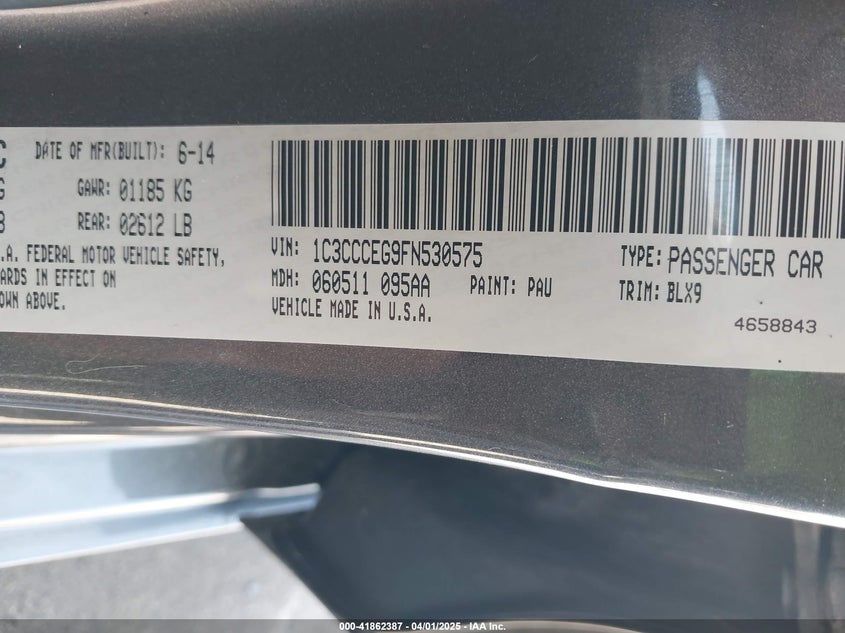 C DATE OF MFR(BUILT): 6-14
G GAWR: 01185 KG
B REAR: 02612 LB
.A. FEDERAL MOTOR VEHICLE SAFETY,
ARDS IN EFFECT ON
OWN ABOVE.
VIN: 1C3CCCEG9FN530575 TYPE: PASSENGER CAR
MDH: 060511 095AA PAINT: PAU TRIM: BLX9
VEHICLE MADE IN U.S.A.
4658843
000-41862387 - 04/01/2025 - IAA Inc.